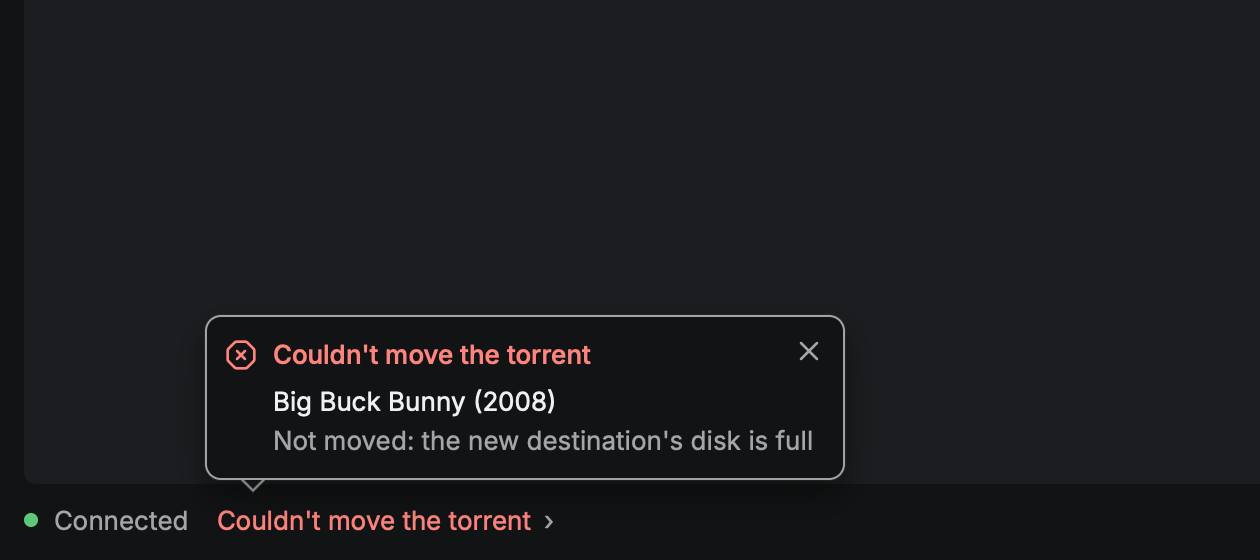 Couldn't move the torrent
Big Buck Bunny (2008)
Not moved: the new destination's disk is full
Connected Couldn't move the torrent ›